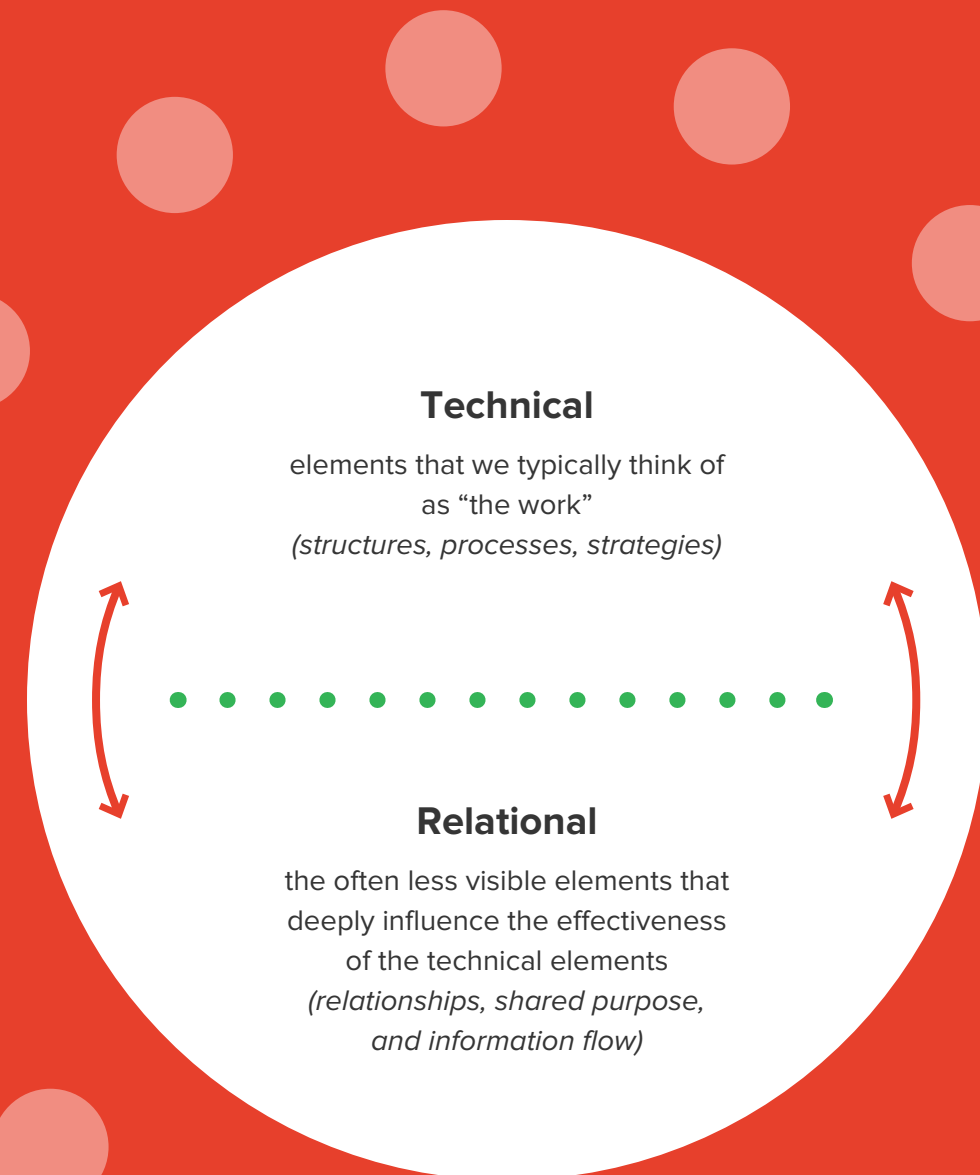 Technical
elements that we typically think of
as “the work”
(structures, processes, strategies)
Relational
the often less visible elements that
deeply influence the effectiveness
of the technical elements
(relationships, shared purpose,
and information flow)